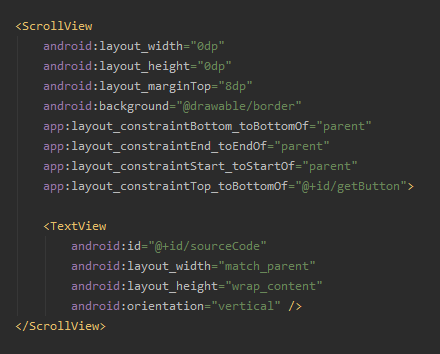 <ScrollView
    android:layout_width="0dp"
    android:layout_height="0dp"
    android:layout_marginTop="8dp"
    android:background="@drawable/border"
    app:layout_constraintBottom_toBottomOf="parent"
    app:layout_constraintEnd_toEndOf="parent"
    app:layout_constraintStart_toStartOf="parent"
    app:layout_constraintTop_toBottomOf="@+id/getButton">

    <TextView
        android:id="@+id/sourceCode"
        android:layout_width="match_parent"
        android:layout_height="wrap_content"
        android:orientation="vertical" />
</ScrollView>